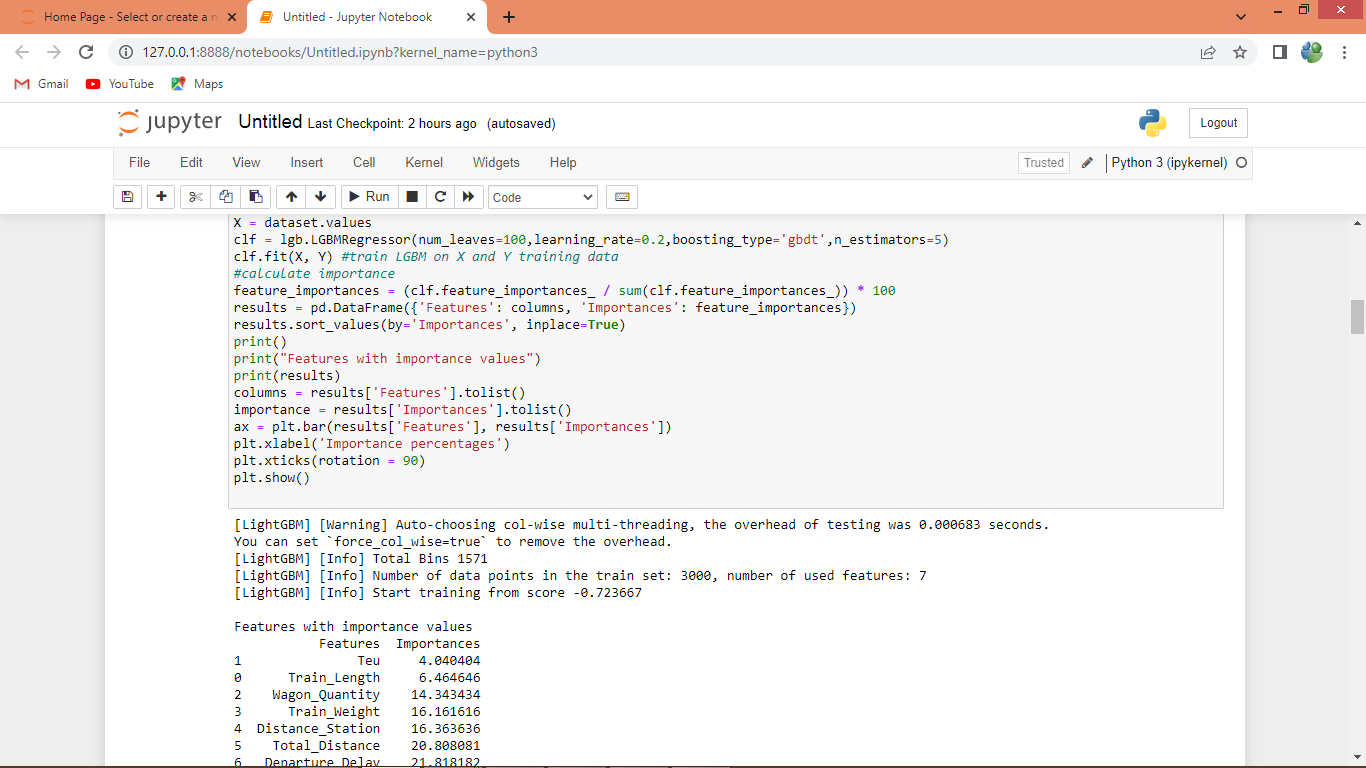 Home Page - Select or create a n
Untitled - Jupyter Notebook
127.0.0.1:8888/notebooks/Untitled.ipynb?kernel_name=python3
Gmail YouTube Maps
jupyter Untitled Last Checkpoint: 2 hours ago (autosaved)
Logout
File Edit View Insert Cell Kernel Widgets Help
Trusted Python 3 (ipykernel)
Run Code
X = dataset.values
clf = lgb.LGBMRegressor(num_leaves=100,learning_rate=0.2,boosting_type='gbdt',n_estimators=5)
clf.fit(X, Y) #train LGBM on X and Y training data
#calculate importance
feature_importances = (clf.feature_importances_ / sum(clf.feature_importances_)) * 100
results = pd.DataFrame({'Features': columns, 'Importances': feature_importances})
results.sort_values(by='Importances', inplace=True)
print()
print("Features with importance values")
print(results)
columns = results['Features'].tolist()
importance = results['Importances'].tolist()
ax = plt.bar(results['Features'], results['Importances'])
plt.xlabel('Importance percentages')
plt.xticks(rotation = 90)
plt.show()
[LightGBM] [Warning] Auto-choosing col-wise multi-threading, the overhead of testing was 0.000683 seconds.
You can set `force_col_wise=true` to remove the overhead.
[LightGBM] [Info] Total Bins 1571
[LightGBM] [Info] Number of data points in the train set: 3000, number of used features: 7
[LightGBM] [Info] Start training from score -0.723667
Features with importance values
Features Importances
1 Teu 4.040404
0 Train_Length 6.464646
2 Wagon_Quantity 14.343434
3 Train_Weight 16.161616
4 Distance_Station 16.363636
5 Total_Distance 20.808081
6 Departure_Delay 21.818182